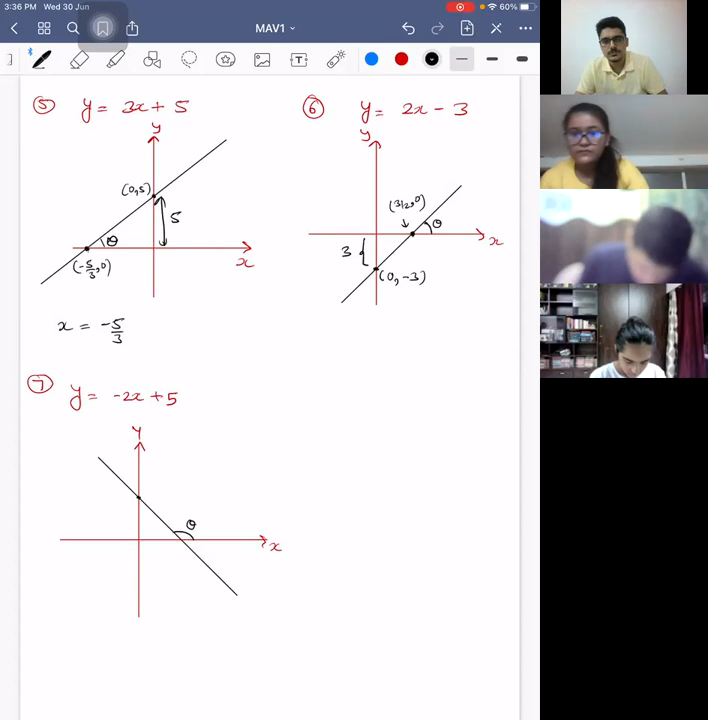 3:36 PM Wed 30 Jun
60%
MAV1
T
⑤ y = 3x + 5
y
(0,5)
5
θ
(-5/3,0)
x
x = -5/3
⑥ y = 2x - 3
y
(3/2,0)
θ
x
3
(0,-3)
⑦ y = -2x + 5
y
θ
x